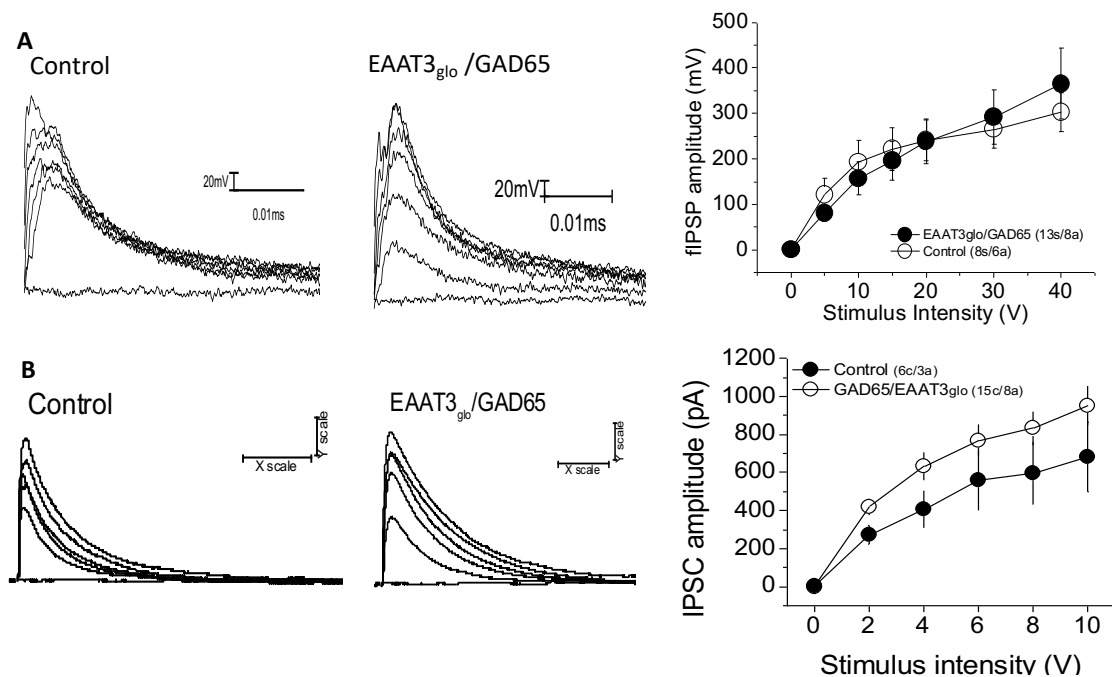 A
Control
EAAT3glo /GAD65
20mV
0.01ms
20mV
0.01ms
fIPSP amplitude (mV)
500
400
300
200
100
0
EAAT3glo/GAD65 (13s/8a)
Control (8s/6a)
0 10 20 30 40
Stimulus Intensity (V)
B
Control
EAAT3glo/GAD65
Y scale
X scale
Y scale
X scale
IPSC amplitude (pA)
1200
1000
800
600
400
200
0
Control (6c/3a)
GAD65/EAAT3glo (15c/8a)
0 2 4 6 8 10
Stimulus intensity (V)